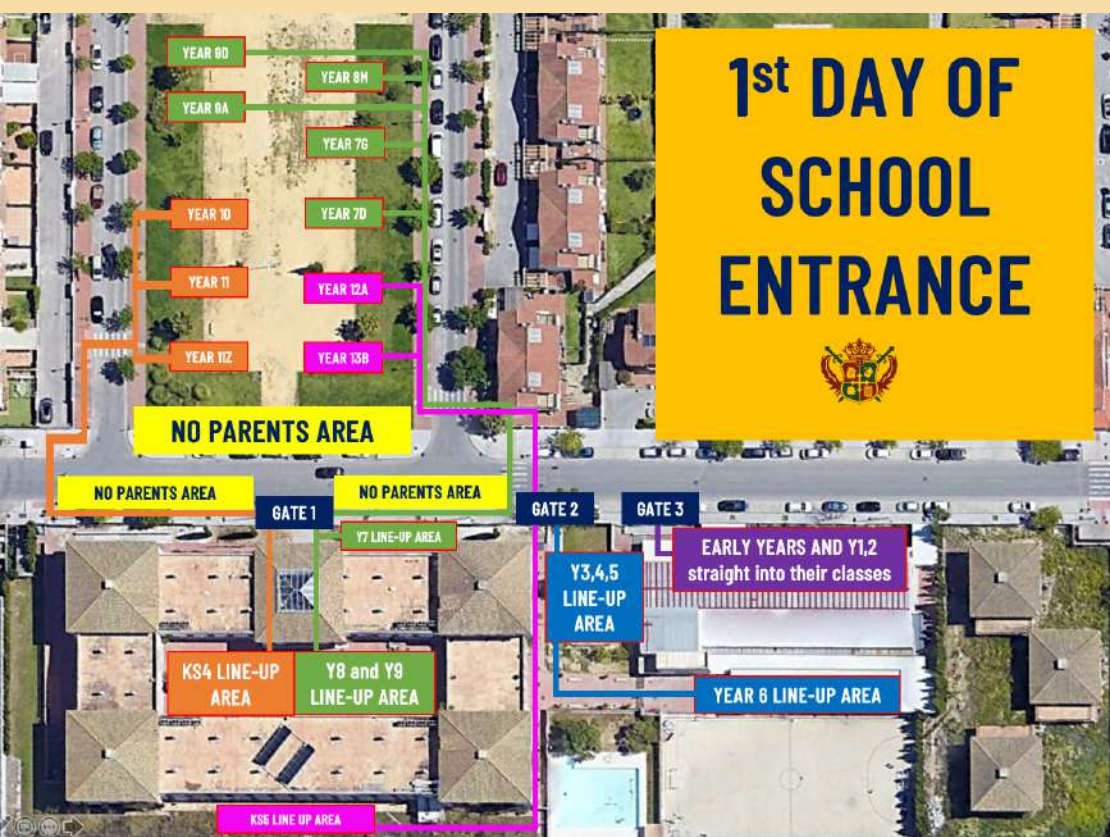 1st DAY OF
SCHOOL
ENTRANCE
YEAR 9D
YEAR 8M
YEAR 9A
YEAR 7G
YEAR 10
YEAR 7D
YEAR 11
YEAR 12A
YEAR 11Z
YEAR 13B
NO PARENTS AREA
NO PARENTS AREA
NO PARENTS AREA
GATE 1
GATE 2
GATE 3
Y7 LINE-UP AREA
EARLY YEARS AND Y1,2
straight into their classes
Y3,4,5
LINE-UP
AREA
KS4 LINE-UP
AREA
Y8 and Y9
LINE-UP AREA
YEAR 6 LINE-UP AREA
KS5 LINE UP AREA